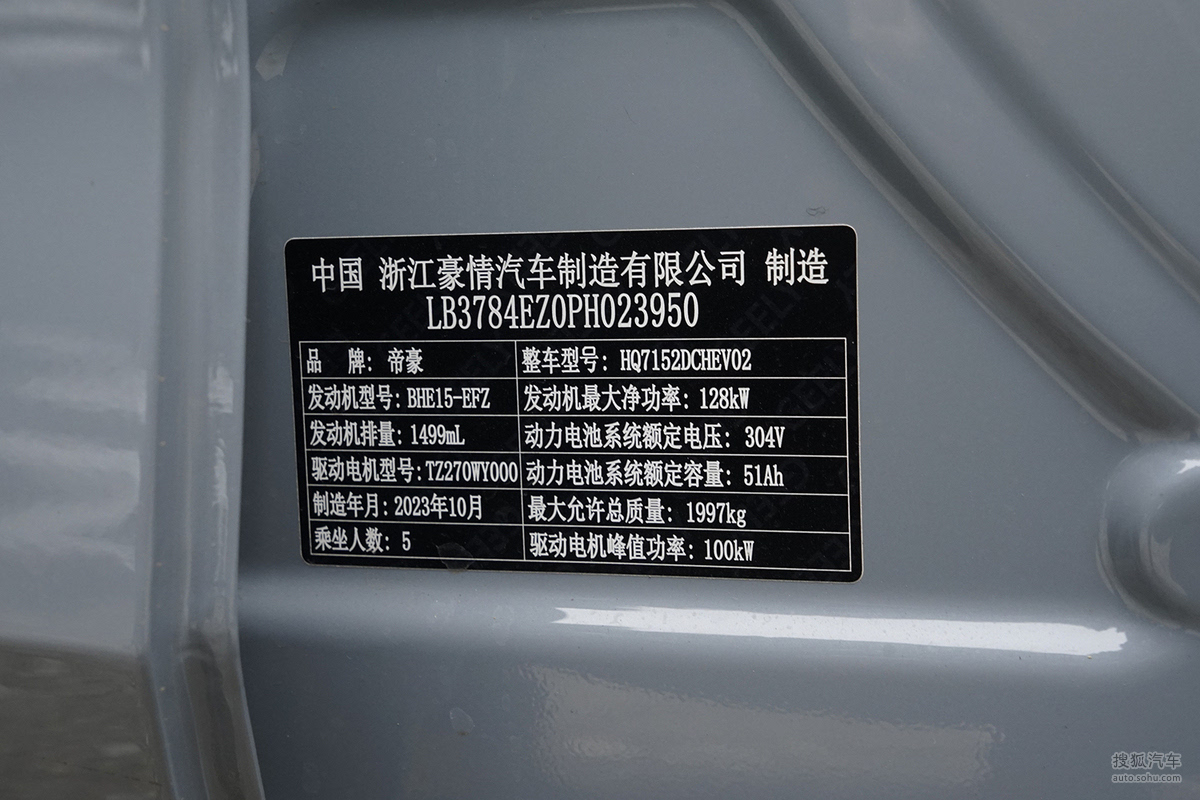 中国 浙江豪情汽车制造有限公司 制造
LB3784EZ0PH023950
品 牌: 帝豪 整车型号: HQ7152DCHEV02
发动机型号: BHE15-EFZ 发动机最大净功率: 128kW
发动机排量: 1499mL 动力电池系统额定电压: 304V
驱动电机型号: TZ270WY000 动力电池系统额定容量: 51Ah
制造年月: 2023年10月 最大允许总质量: 1997kg
乘坐人数: 5 驱动电机峰值功率: 100kW
搜狐汽车
auto.sohu.com